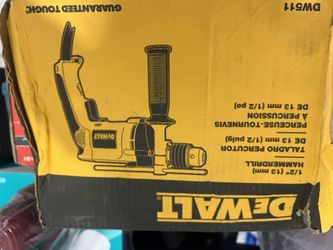 DEWALT
1/2" (13 mm)
HAMMERDRILL
TALADRO PERCUTOR
DE 13 mm (1/2 pulg)
PERCEUSE-TOURNEVIS
A PERCUSSION
DE 13 mm (1/2 po)
DEWALT
DW511
GUARANTEED TOUGH.